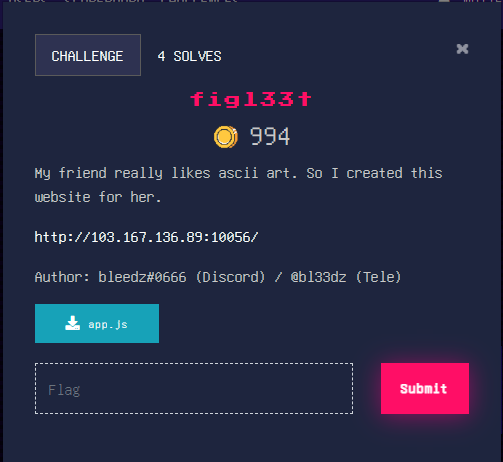 CHALLENGE
4 SOLVES
figl33t
994
My friend really likes ascii art. So I created this
website for her.
http://103.167.136.89:10056/
Author: bleedz#0666 (Discord) / @bl33dz (Tele)
app.js
Flag
Submit